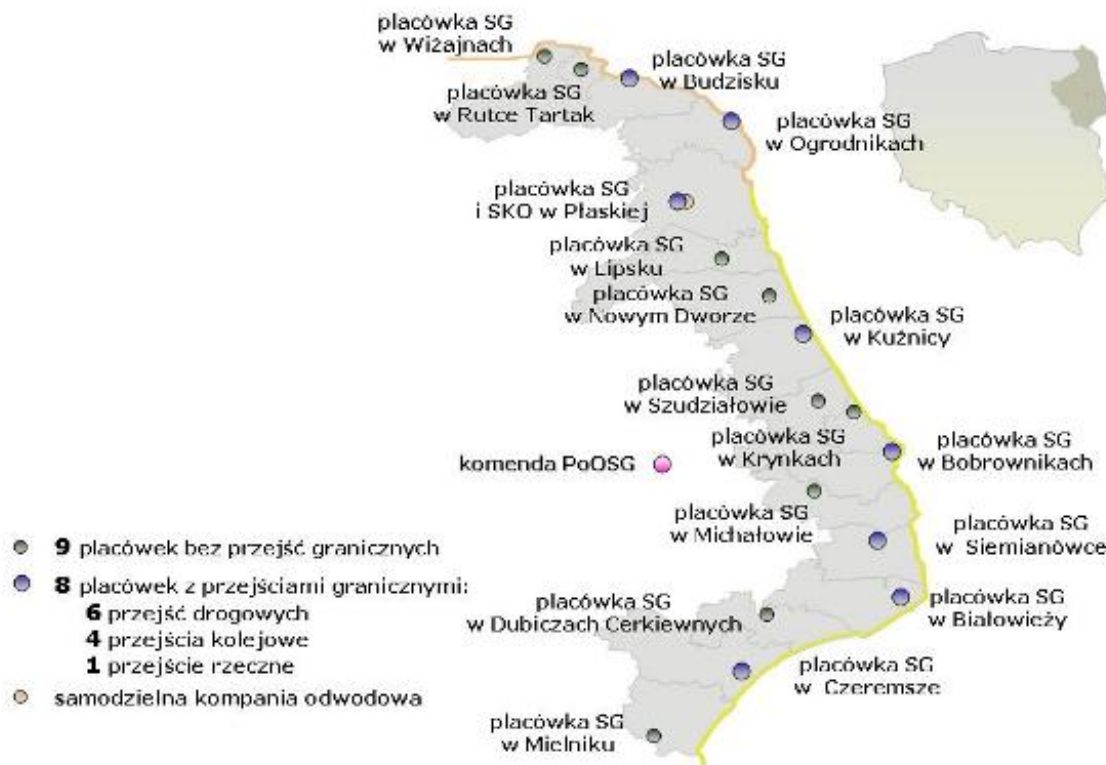 placówka SG
w Wiżajnach
placówka SG
w Budzisku
placówka SG
w Rutce Tartak
placówka SG
w Ogrodnikach
placówka SG
i SKO w Płaskiej
placówka SG
w Lipsku
placówka SG
w Nowym Dworze
placówka SG
w Kuźnicy
placówka SG
w Szudziałowie
placówka SG
w Krynkach
placówka SG
w Bobrownikach
komenda PoOSG
placówka SG
w Michałowie
placówka SG
w Siemianówce
9 placówek bez przejść granicznych
8 placówek z przejściami granicznymi:
6 przejść drogowych
4 przejścia kolejowe
1 przejście rzeczne
samodzielna kompania odwodowa
placówka SG
w Dubiczach Cerkiewnych
placówka SG
w Białowieży
placówka SG
w Czeremsze
placówka SG
w Mielniku